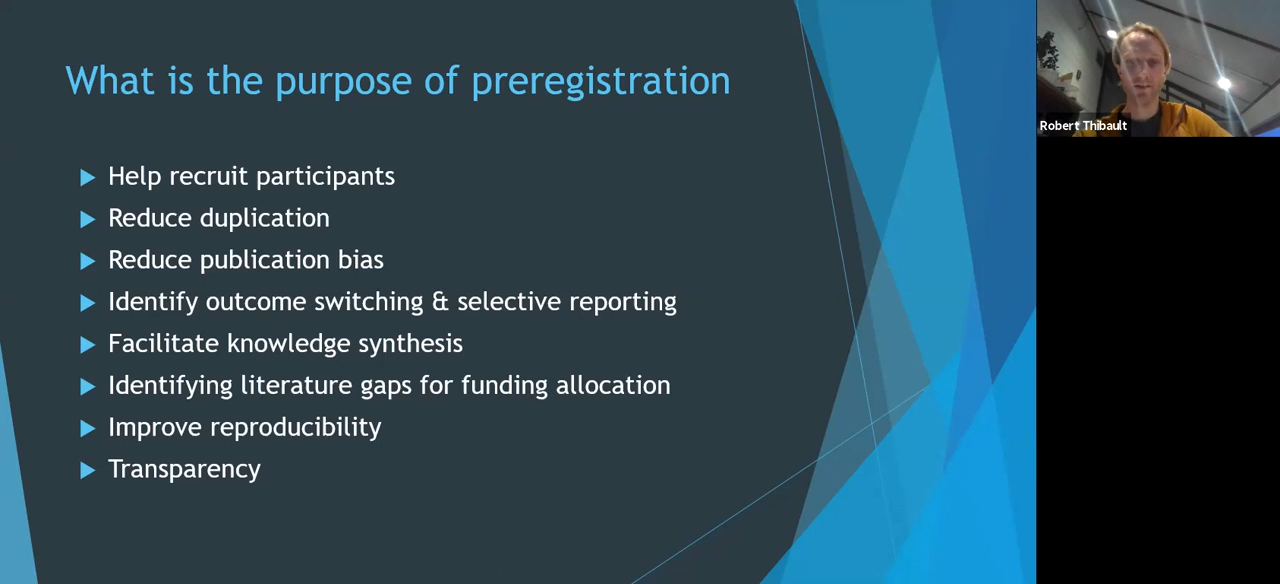 What is the purpose of preregistration
Help recruit participants
Reduce duplication
Reduce publication bias
Identify outcome switching & selective reporting
Facilitate knowledge synthesis
Identifying literature gaps for funding allocation
Improve reproducibility
Transparency
Robert Thibault